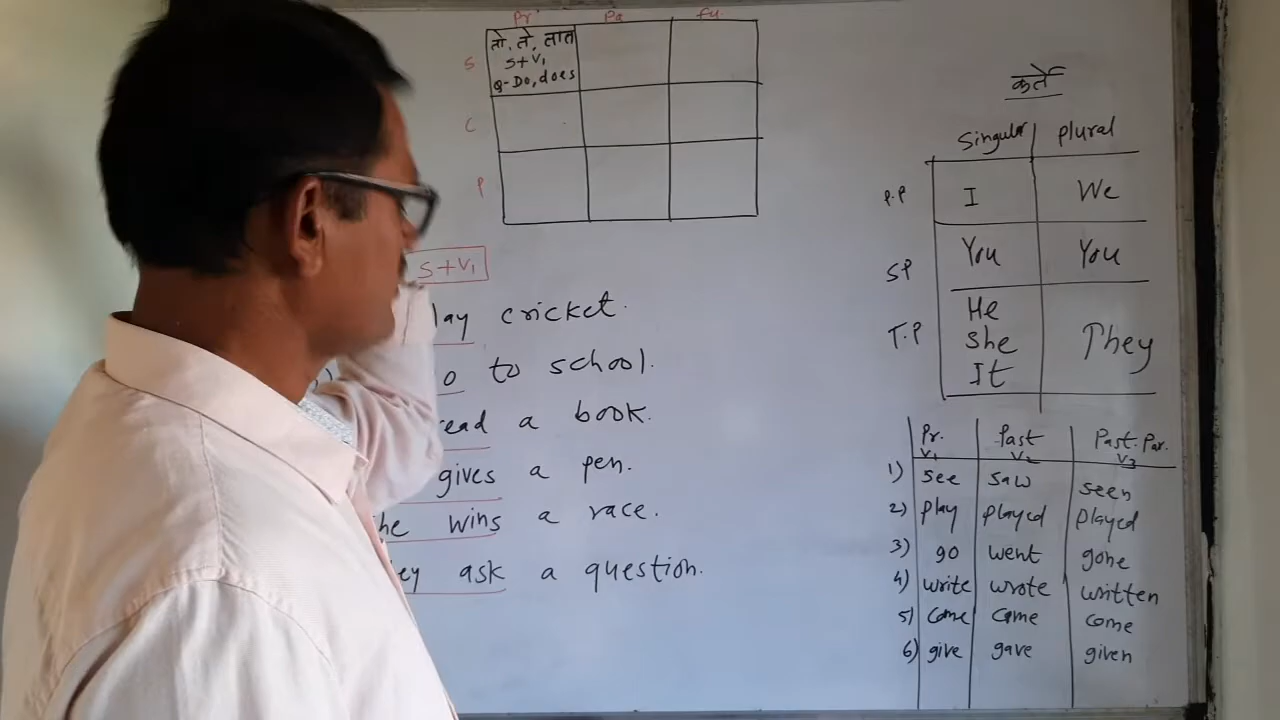 Pr Pa Fu.
S
तो, ते, तात
S+V1
Q-Do, does
C
P
S+V1
lay cricket.
o to school.
ead a book.
gives a pen.
he wins a race.
ey ask a question.
कर्ते
Singular Plural
P.P I We
SP You You
He
T.P She They
It
Pr. Past Past. Par.
V1 V2 V3
1) see saw seen
2) play played played
3) go went gone
4) write wrote written
5) come came come
6) give gave given